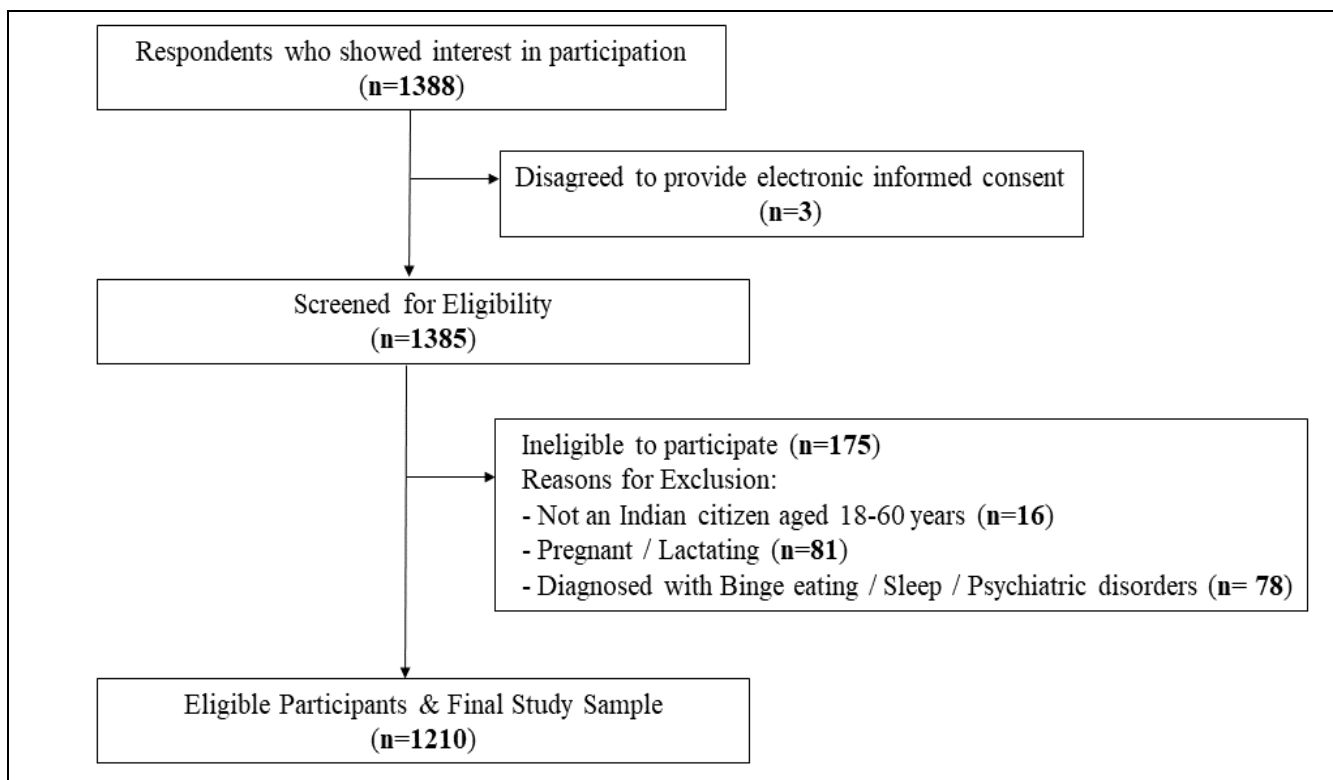 Respondents who showed interest in participation
(n=1388)
Disagreed to provide electronic informed consent
(n=3)
Screened for Eligibility
(n=1385)
Ineligible to participate (n=175)
Reasons for Exclusion:
- Not an Indian citizen aged 18-60 years (n=16)
- Pregnant / Lactating (n=81)
- Diagnosed with Binge eating / Sleep / Psychiatric disorders (n= 78)
Eligible Participants & Final Study Sample
(n=1210)